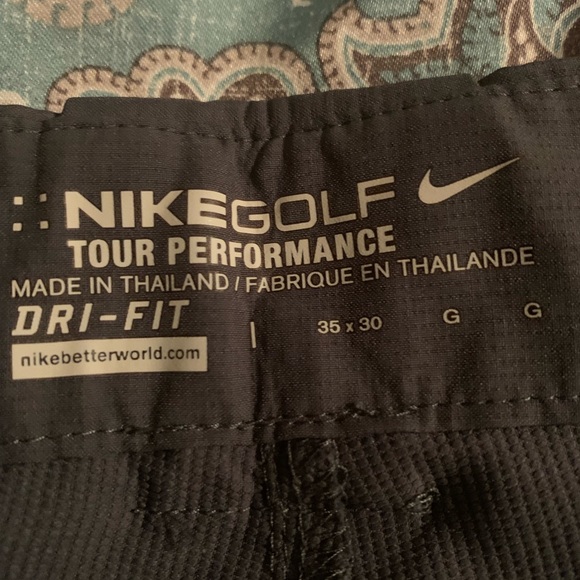 :: NIKEGOLF
TOUR PERFORMANCE
MADE IN THAILAND / FABRIQUE EN THAILANDE
DRI-FIT | 35 x 30 G G
nikebetterworld.com